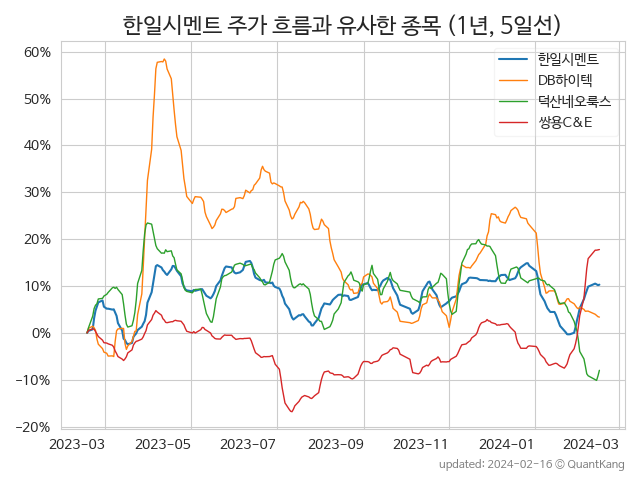 한일시멘트 주가 흐름과 유사한 종목 (1년, 5일선)
60%
50%
40%
30%
20%
10%
0%
−10%
−20%
한일시멘트
DB하이텍
덕산네오룩스
쌍용C&E
2023-03 2023-05 2023-07 2023-09 2023-11 2024-01 2024-03
updated: 2024-02-16 © QuantKang